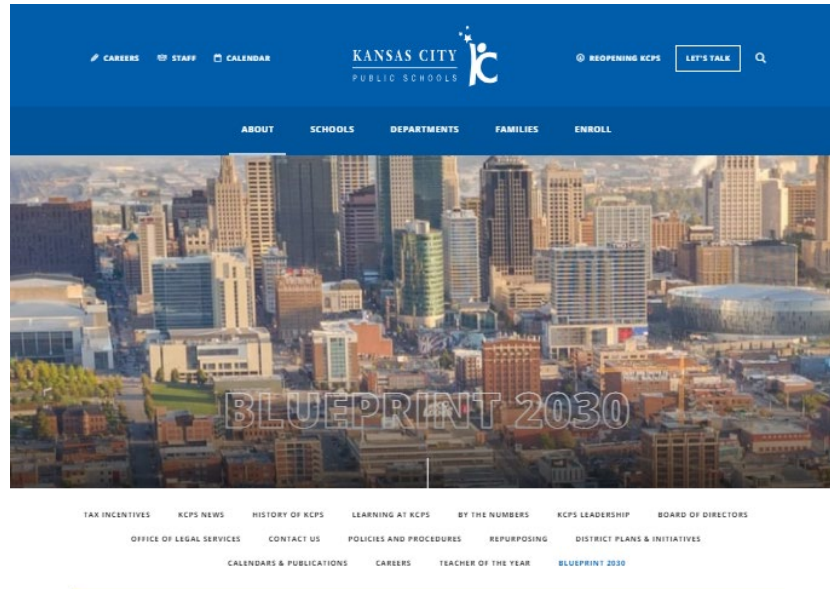 CAREERS STAFF CALENDAR
KANSAS CITY
PUBLIC SCHOOLS
KC
REOPENING KCPS LET'S TALK
ABOUT SCHOOLS DEPARTMENTS FAMILIES ENROLL
BLUEPRINT 2030
TAX INCENTIVES KCPS NEWS HISTORY OF KCPS LEARNING AT KCPS BY THE NUMBERS KCPS LEADERSHIP BOARD OF DIRECTORS
OFFICE OF LEGAL SERVICES CONTACT US POLICIES AND PROCEDURES REPURPOSING DISTRICT PLANS & INITIATIVES
CALENDARS & PUBLICATIONS CAREERS TEACHER OF THE YEAR BLUEPRINT 2030